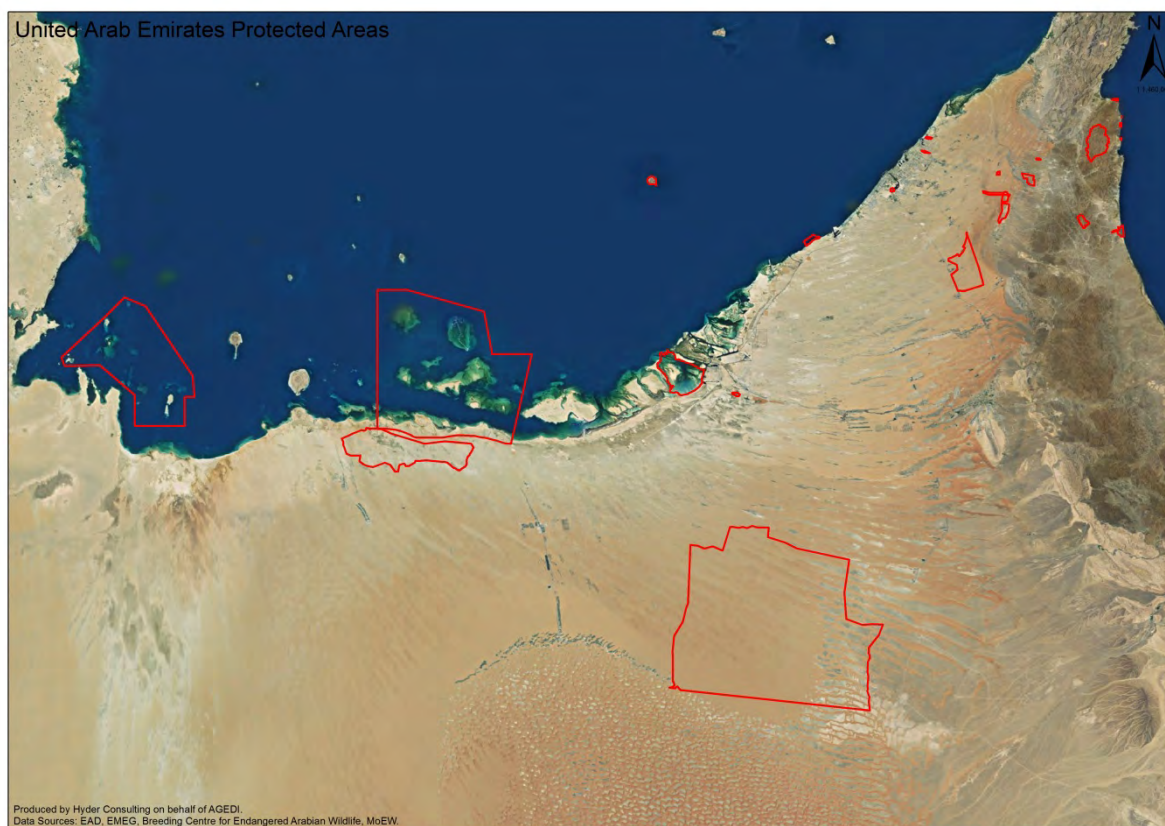 United Arab Emirates Protected Areas
N
Produced by Hyder Consulting on behalf of AGEDI.
Data Sources: EAD, EMEG, Breeding Centre for Endangered Arabian Wildlife, MoEW.